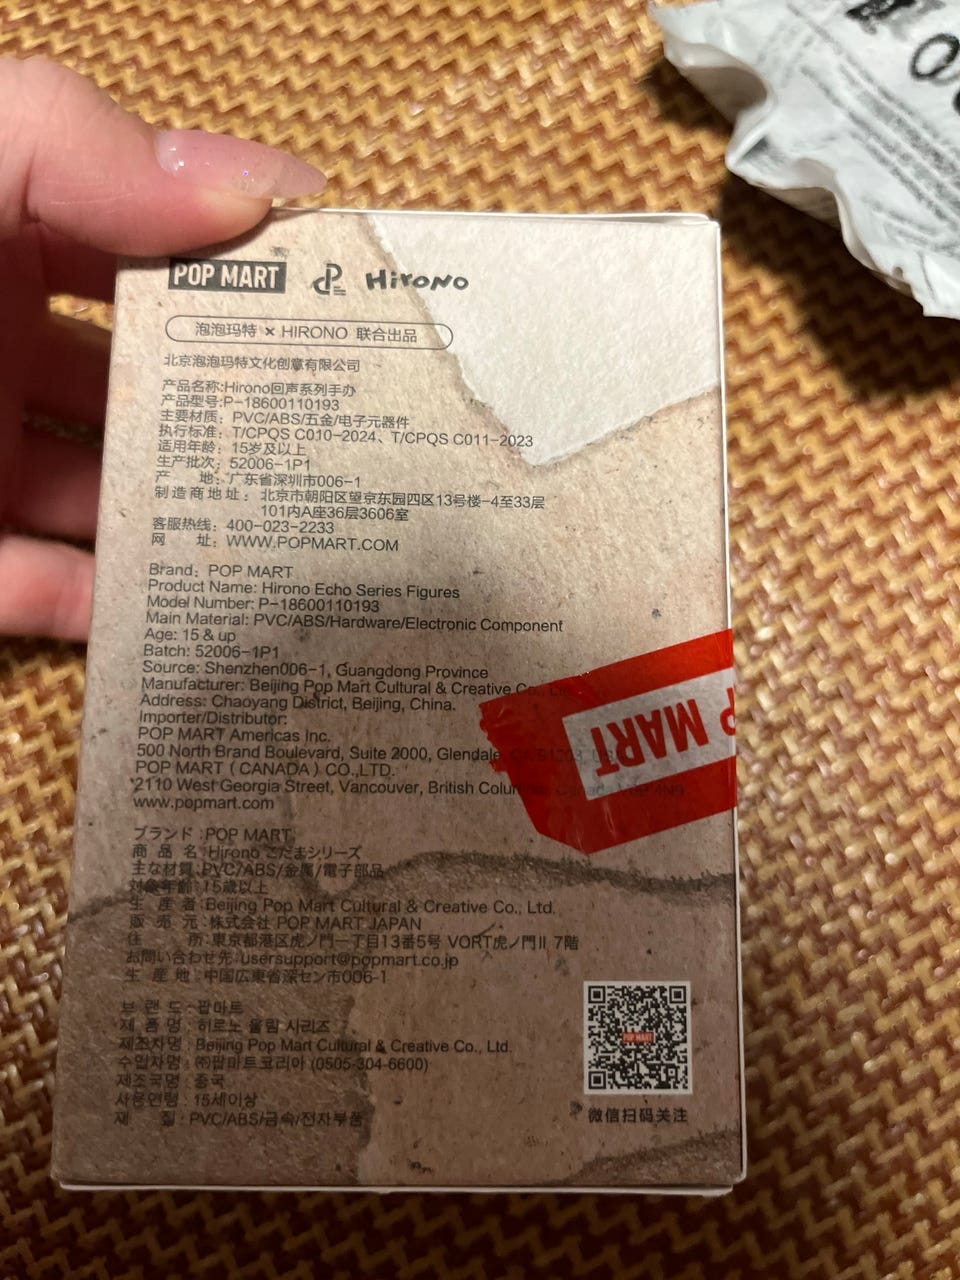 POP MART Hirono
泡泡玛特 × HIRONO 联合出品
北京泡泡玛特文化创意有限公司
产品名称:Hirono回声系列手办
产品型号:P-18600110193
主要材质：PVC/ABS/五金/电子元器件
执行标准：T/CPQS C010-2024、T/CPQS C011-2023
适用年龄：15岁及以上
生产批次：52006-1P1
产 地：广东省深圳市006-1
制造商地址：北京市朝阳区望京东园四区13号楼-4至33层
101内A座36层3606室
客服热线：400-023-2233
网 址：WWW.POPMART.COM
Brand：POP MART
Product Name: Hirono Echo Series Figures
Model Number: P-18600110193
Main Material: PVC/ABS/Hardware/Electronic Component
Age: 15 & up
Batch: 52006-1P1
Source: Shenzhen006-1, Guangdong Province
Manufacturer: Beijing Pop Mart Cultural & Creative Co., Ltd.
Address: Chaoyang District, Beijing, China.
Importer/Distributor:
POP MART Americas Inc.
500 North Brand Boulevard, Suite 2000, Glendale, CA 91203,
POP MART ( CANADA ) CO.,LTD.
2110 West Georgia Street, Vancouver, British
www.popmart.com
POP MART
ブランド：POP MART
商品名：Hirono こだまシリーズ
主な材質：PVC/ABS/金属/電子部品
対象年齢：15歳以上
生産者：Beijing Pop Mart Cultural & Creative Co., Ltd.
販売元：株式会社 POP MART JAPAN
住 所：東京都港区虎ノ門一丁目13番5号 VORT虎ノ門Ⅱ 7階
お問い合わせ先：usersupport@popmart.co.jp
生産地：中国広東省深セン市006-1
브랜드 : 팝마트
제품명 : 히로노 울림 시리즈
제조자명 : Beijing Pop Mart Cultural & Creative Co., Ltd.
수입자명 : ㈜팝마트코리아 (0505-304-6600)
제조국명 : 중국
사용연령 : 15세이상
재 질 : PVC/ABS/금속/전자부품
POP MART
微信扫码关注